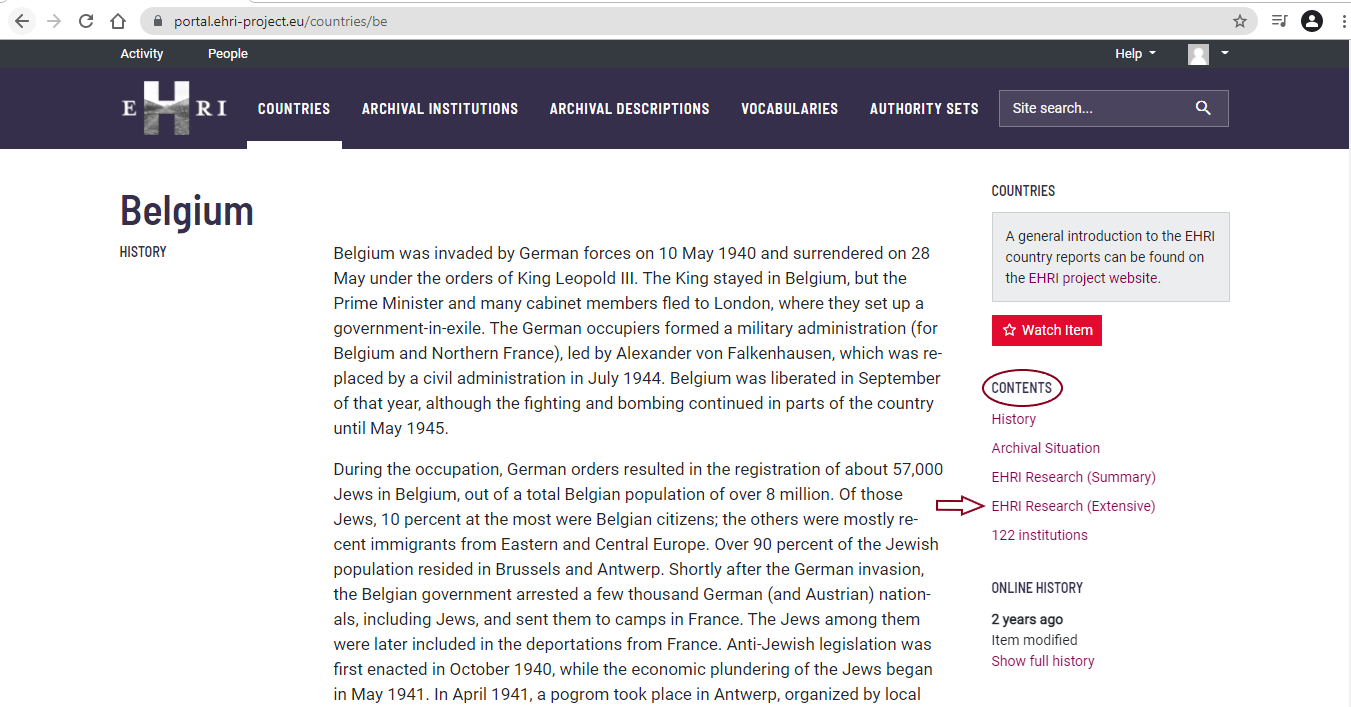 portal.ehri-project.eu/countries/be
Activity People Help
EHRI COUNTRIES ARCHIVAL INSTITUTIONS ARCHIVAL DESCRIPTIONS VOCABULARIES AUTHORITY SETS Site search...
Belgium
HISTORY
Belgium was invaded by German forces on 10 May 1940 and surrendered on 28
May under the orders of King Leopold III. The King stayed in Belgium, but the
Prime Minister and many cabinet members fled to London, where they set up a
government-in-exile. The German occupiers formed a military administration (for
Belgium and Northern France), led by Alexander von Falkenhausen, which was re-
placed by a civil administration in July 1944. Belgium was liberated in September
of that year, although the fighting and bombing continued in parts of the country
until May 1945.
During the occupation, German orders resulted in the registration of about 57,000
Jews in Belgium, out of a total Belgian population of over 8 million. Of those
Jews, 10 percent at the most were Belgian citizens; the others were mostly re-
cent immigrants from Eastern and Central Europe. Over 90 percent of the Jewish
population resided in Brussels and Antwerp. Shortly after the German invasion,
the Belgian government arrested a few thousand German (and Austrian) nation-
als, including Jews, and sent them to camps in France. The Jews among them
were later included in the deportations from France. Anti-Jewish legislation was
first enacted in October 1940, while the economic plundering of the Jews began
in May 1941. In April 1941, a pogrom took place in Antwerp, organized by local
COUNTRIES
A general introduction to the EHRI
country reports can be found on
the EHRI project website.
Watch Item
CONTENTS
History
Archival Situation
EHRI Research (Summary)
EHRI Research (Extensive)
122 institutions
ONLINE HISTORY
2 years ago
Item modified
Show full history